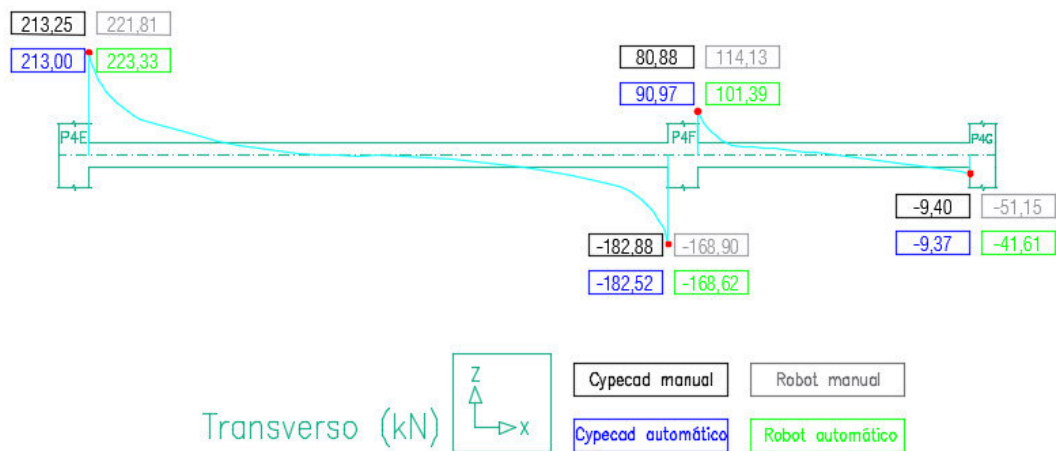 213,25 221,81
213,00 223,33
80,88 114,13
90,97 101,39
P4E P4F P4G
-9,40 -51,15
-9,37 -41,61
-182,88 -168,90
-182,52 -168,62
Transverso (kN)
Z
X
Cypecad manual Robot manual
Cypecad automático Robot automático